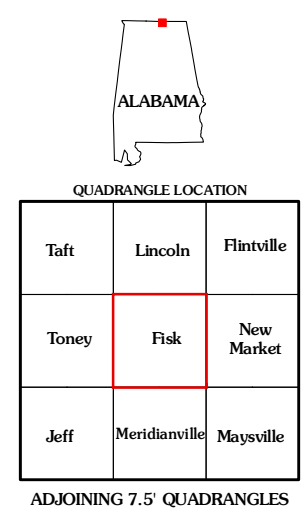 ALABAMA
QUADRANGLE LOCATION
Taft Lincoln Flintville
Toney Fisk New Market
Jeff Meridianville Maysville
ADJOINING 7.5' QUADRANGLES